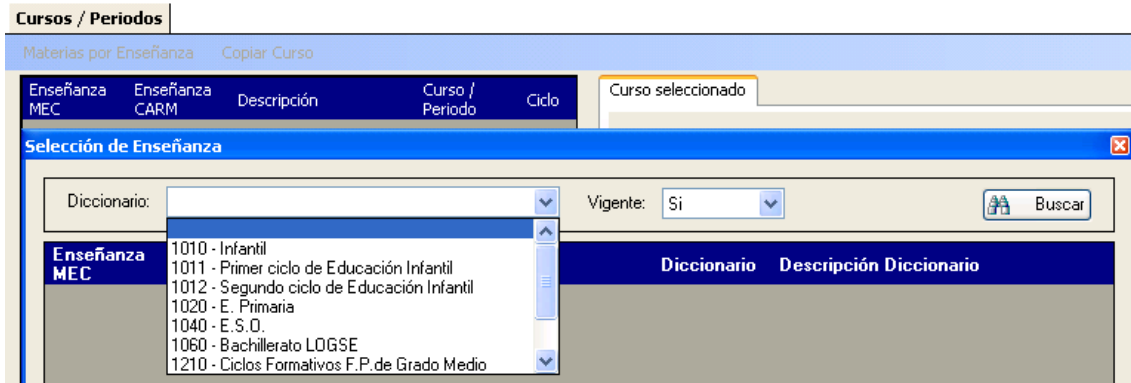 Cursos / Periodos
Materias por Enseñanza Copiar Curso
Enseñanza MEC Enseñanza CARM Descripción Curso / Periodo Ciclo Curso seleccionado
Selección de Enseñanza
Diccionario: Vigente: Si Buscar
Enseñanza MEC Diccionario Descripción Diccionario
1010 - Infantil
1011 - Primer ciclo de Educación Infantil
1012 - Segundo ciclo de Educación Infantil
1020 - E. Primaria
1040 - E.S.O.
1060 - Bachillerato LOGSE
1210 - Ciclos Formativos F.P.de Grado Medio